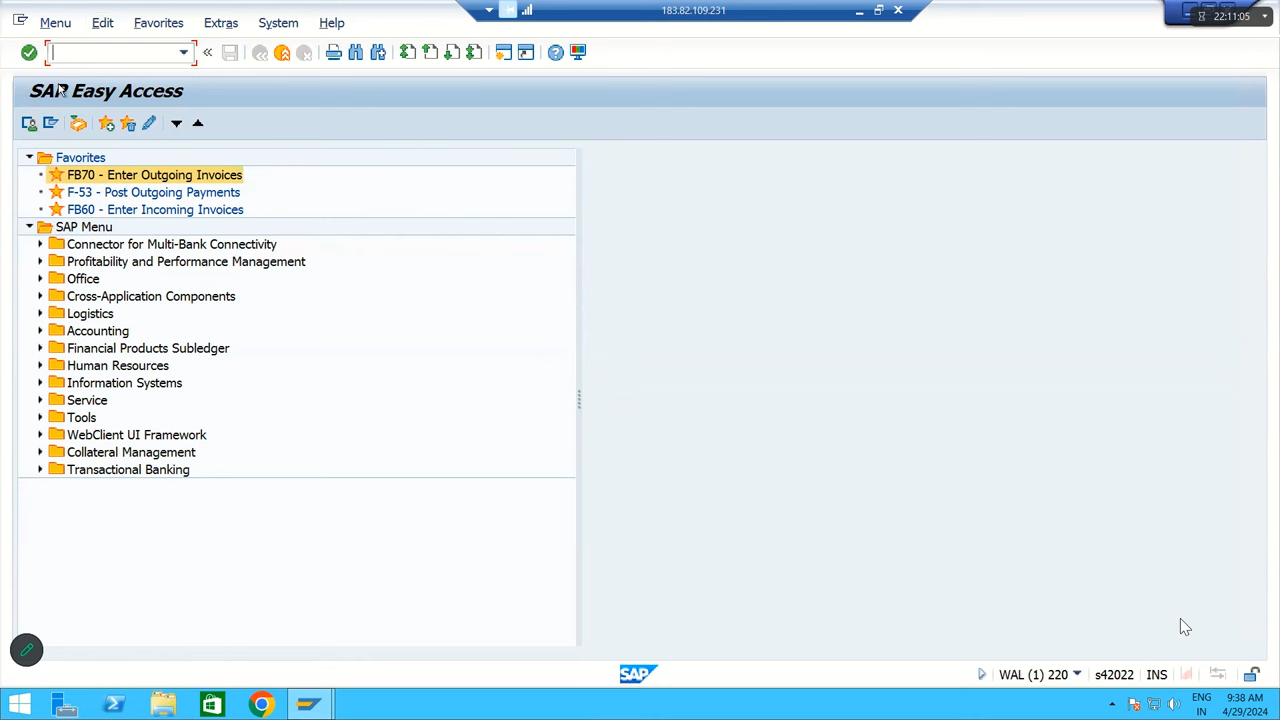 183.82.109.231
22:11:05
Menu Edit Favorites Extras System Help
SAP Easy Access
Favorites
FB70 - Enter Outgoing Invoices
F-53 - Post Outgoing Payments
FB60 - Enter Incoming Invoices
SAP Menu
Connector for Multi-Bank Connectivity
Profitability and Performance Management
Office
Cross-Application Components
Logistics
Accounting
Financial Products Subledger
Human Resources
Information Systems
Service
Tools
WebClient UI Framework
Collateral Management
Transactional Banking
SAP
WAL (1) 220 s42022 INS
ENG 9:38 AM
IN 4/29/2024